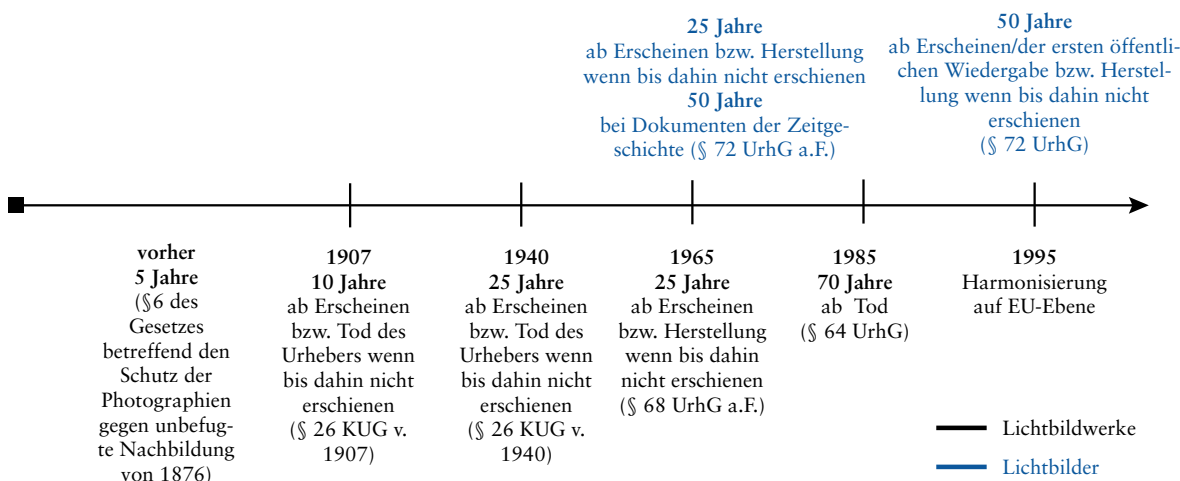 25 Jahre
ab Erscheinen bzw. Herstellung
wenn bis dahin nicht erschienen
50 Jahre
bei Dokumenten der Zeitge-
schichte (§ 72 UrhG a.F.)
50 Jahre
ab Erscheinen/der ersten öffentli-
chen Wiedergabe bzw. Herstel-
lung wenn bis dahin nicht
erschienen
(§ 72 UrhG)
vorher
5 Jahre
(§6 des
Gesetzes
betreffend den
Schutz der
Photographien
gegen unbefug-
te Nachbildung
von 1876)
1907
10 Jahre
ab Erscheinen
bzw. Tod des
Urhebers wenn
bis dahin nicht
erschienen
(§ 26 KUG v.
1907)
1940
25 Jahre
ab Erscheinen
bzw. Tod des
Urhebers wenn
bis dahin nicht
erschienen
(§ 26 KUG v.
1940)
1965
25 Jahre
ab Erscheinen
bzw. Herstellung
wenn bis dahin
nicht erschienen
(§ 68 UrhG a.F.)
1985
70 Jahre
ab Tod
(§ 64 UrhG)
1995
Harmonisierung
auf EU-Ebene
Lichtbildwerke
Lichtbilder